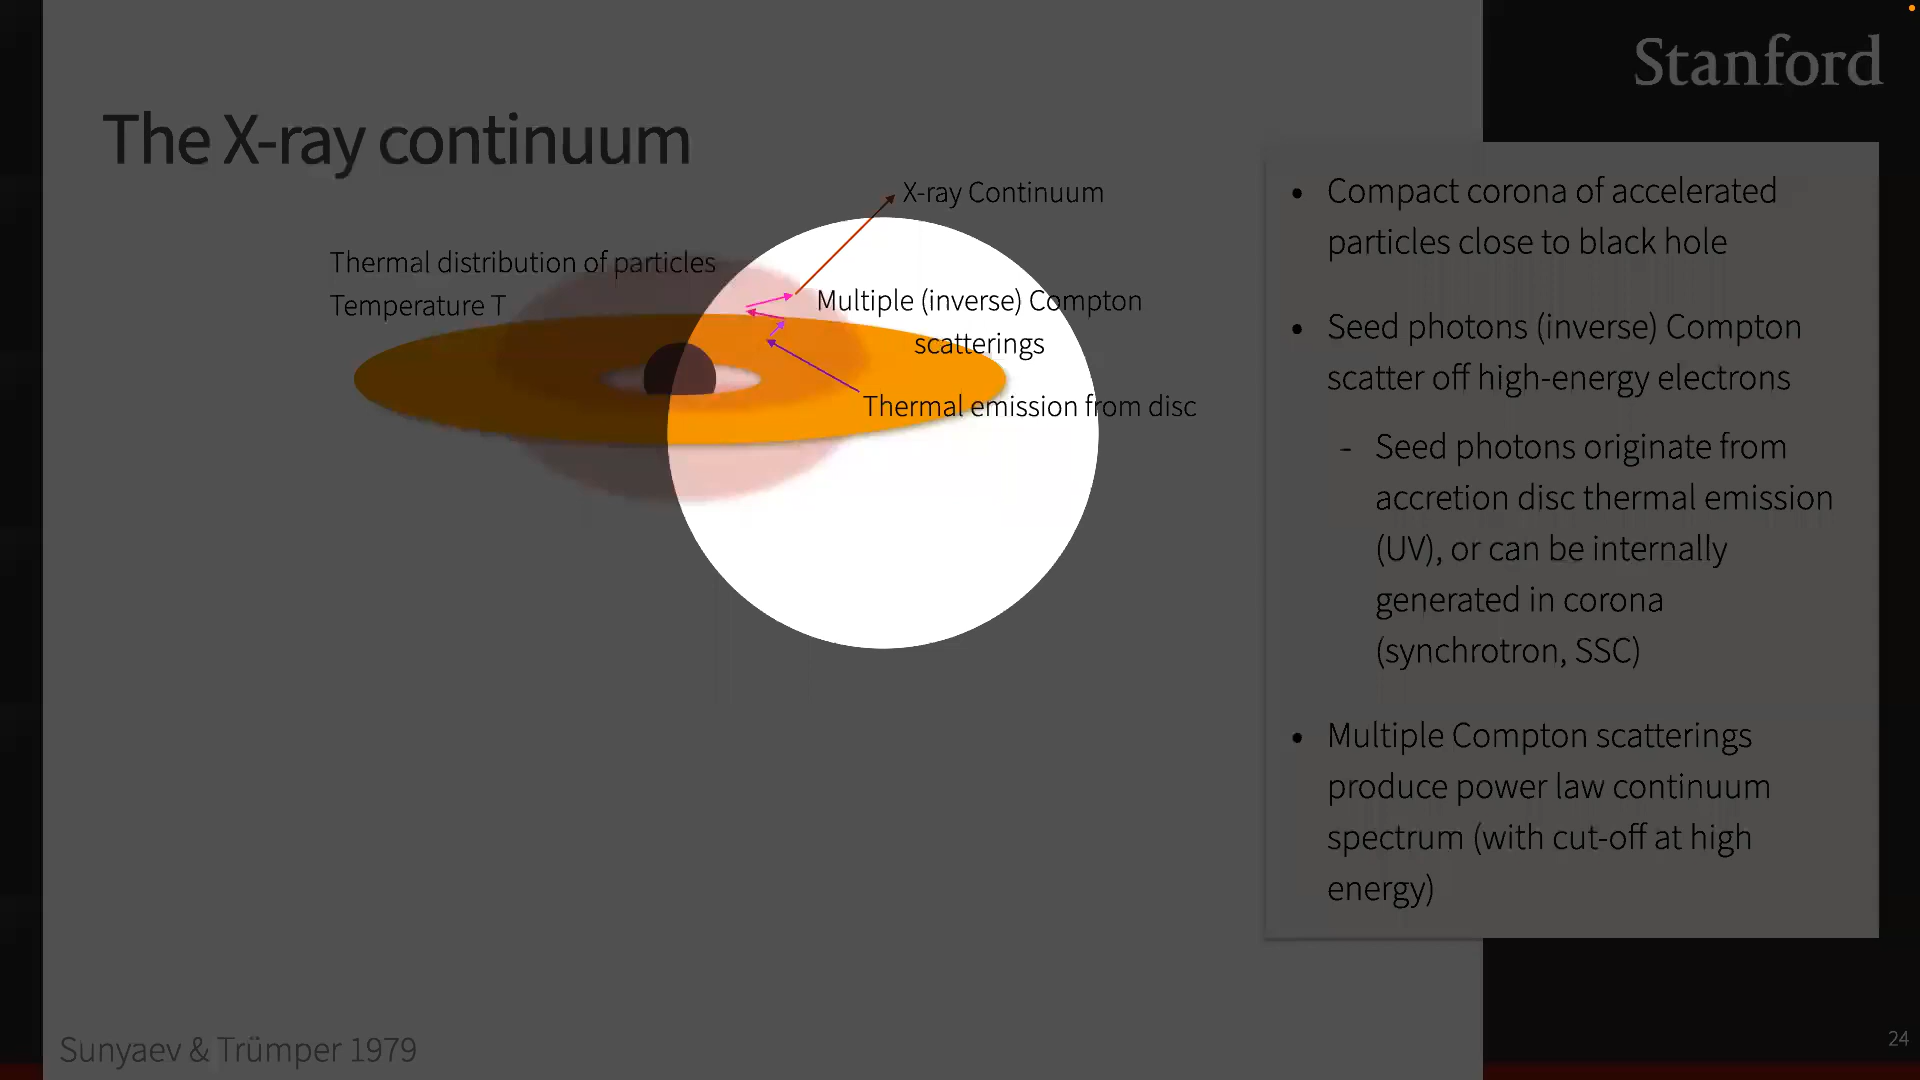 Stanford
The X-ray continuum
X-ray Continuum
Thermal distribution of particles
Temperature T
Multiple (inverse) Compton
scatterings
Thermal emission from disc
• Compact corona of accelerated
particles close to black hole
• Seed photons (inverse) Compton
scatter off high-energy electrons
- Seed photons originate from
accretion disc thermal emission
(UV), or can be internally
generated in corona
(synchrotron, SSC)
• Multiple Compton scatterings
produce power law continuum
spectrum (with cut-off at high
energy)
Sunyaev & Trümper 1979
24